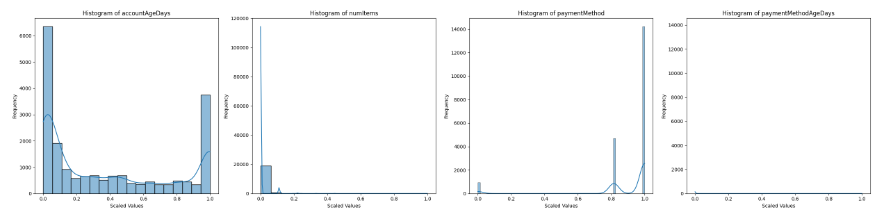 Histogram of accountAgeDays
Frequency
6000
5000
4000
3000
2000
1000
0
0.0 0.2 0.4 0.6 0.8 1.0
Scaled Values
Histogram of numItems
Frequency
120000
100000
80000
60000
40000
20000
0
0.0 0.2 0.4 0.6 0.8 1.0
Scaled Values
Histogram of paymentMethod
Frequency
14000
12000
10000
8000
6000
4000
2000
0
0.0 0.2 0.4 0.6 0.8 1.0
Scaled Values
Histogram of paymentMethodAgeDays
Frequency
14000
12000
10000
8000
6000
4000
2000
0
0.0 0.2 0.4 0.6 0.8 1.0
Scaled Values